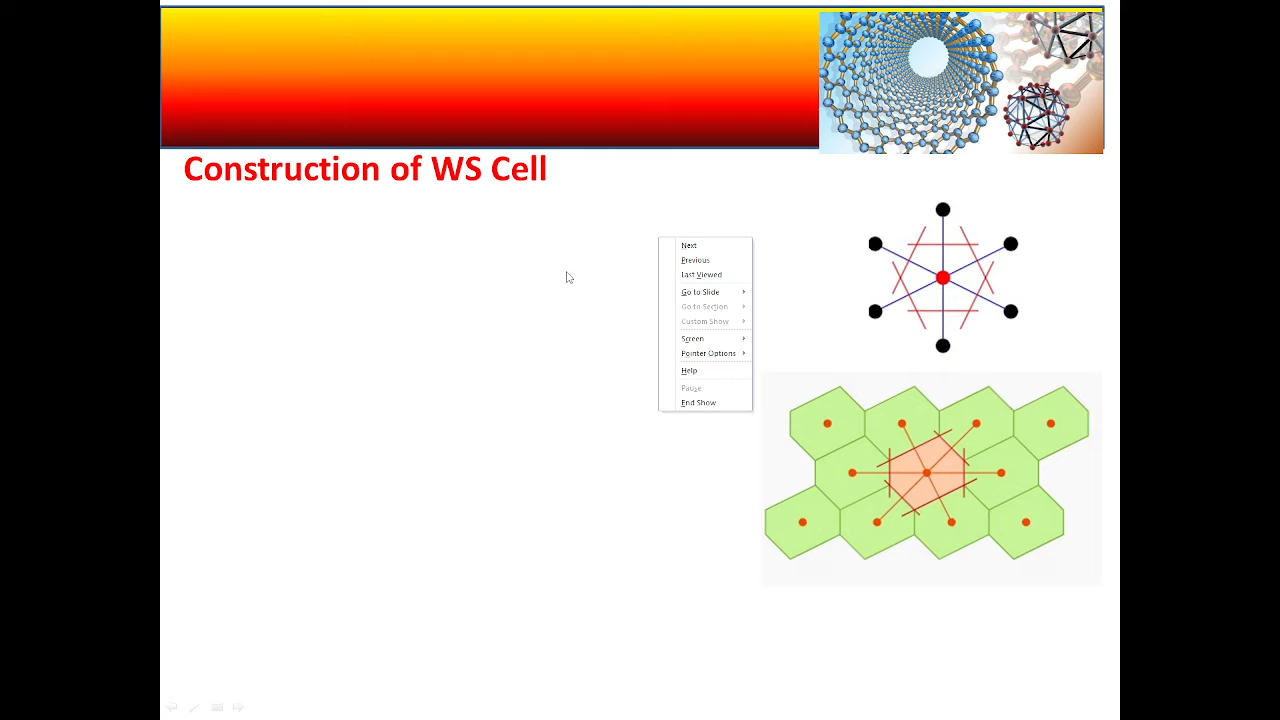 Construction of WS Cell
Next
Previous
Last Viewed
Go to Slide
Go to Section
Custom Show
Screen
Pointer Options
Help
Pause
End Show